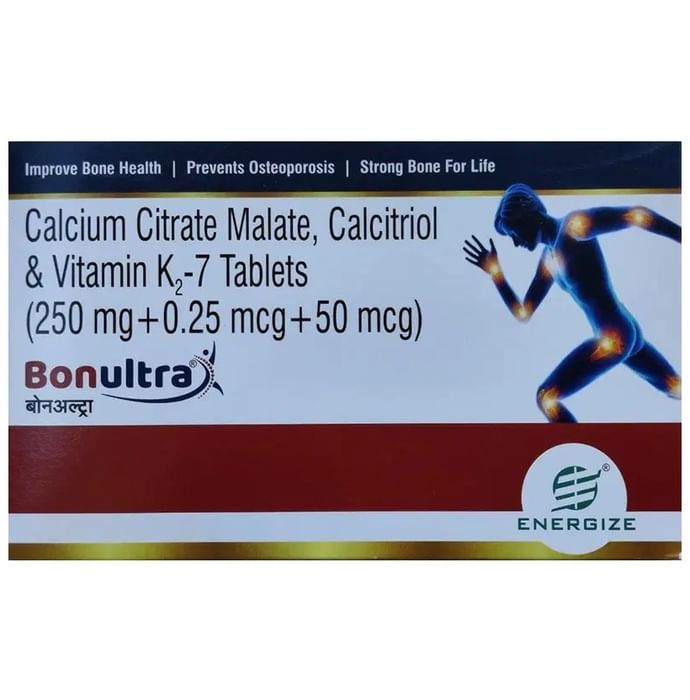 Improve Bone Health | Prevents Osteoporosis | Strong Bone For Life
Calcium Citrate Malate, Calcitriol
& Vitamin K₂-7 Tablets
(250 mg+0.25 mcg+50 mcg)
Bonultra®
बोनअल्ट्रा
®
ENERGIZE